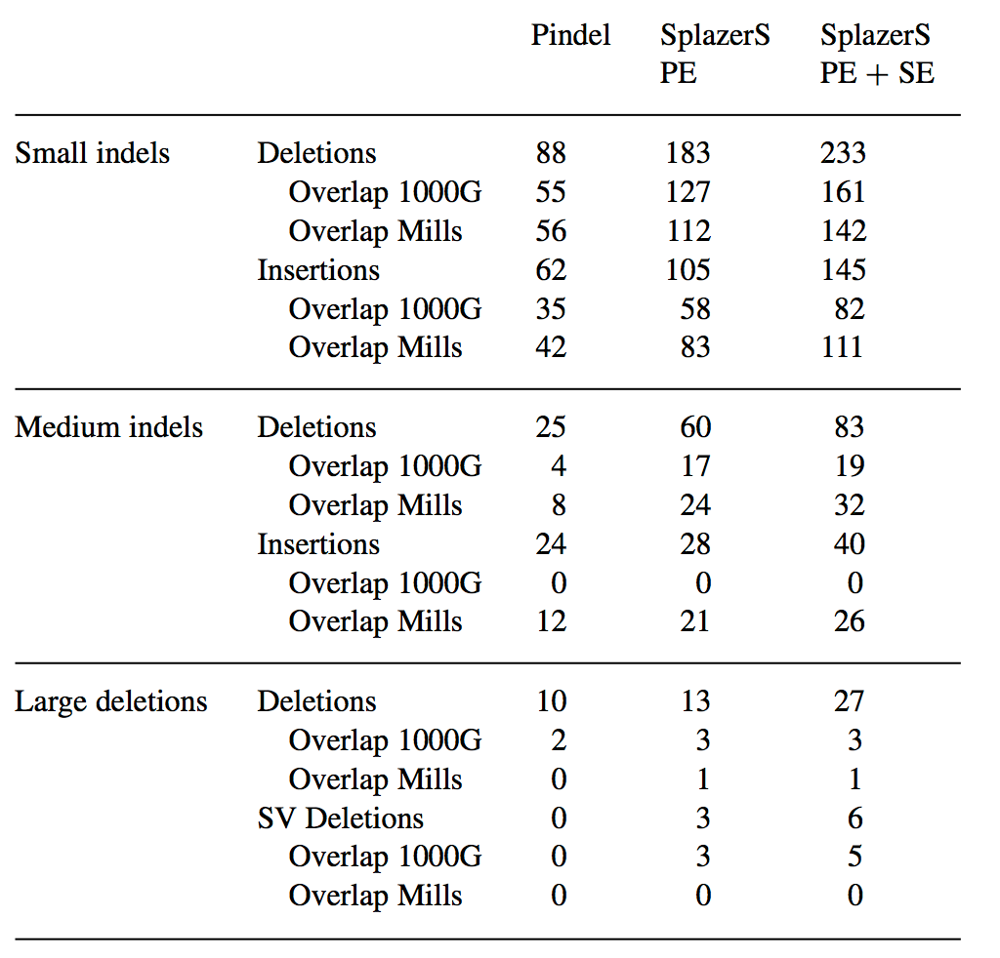 Pindel SplazerS SplazerS
PE PE + SE
Small indels Deletions 88 183 233
Overlap 1000G 55 127 161
Overlap Mills 56 112 142
Insertions 62 105 145
Overlap 1000G 35 58 82
Overlap Mills 42 83 111
Medium indels Deletions 25 60 83
Overlap 1000G 4 17 19
Overlap Mills 8 24 32
Insertions 24 28 40
Overlap 1000G 0 0 0
Overlap Mills 12 21 26
Large deletions Deletions 10 13 27
Overlap 1000G 2 3 3
Overlap Mills 0 1 1
SV Deletions 0 3 6
Overlap 1000G 0 3 5
Overlap Mills 0 0 0